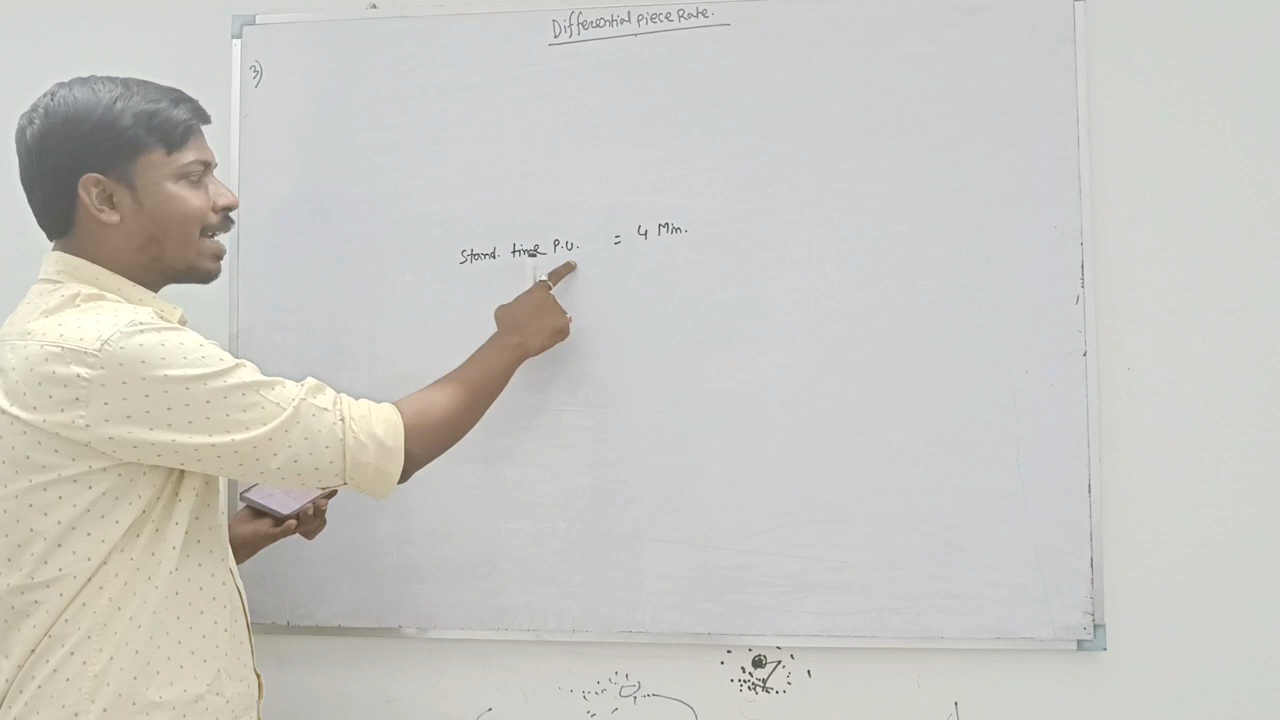 Differential piece Rate.
3)
Stand. time P.U. = 4 Min.